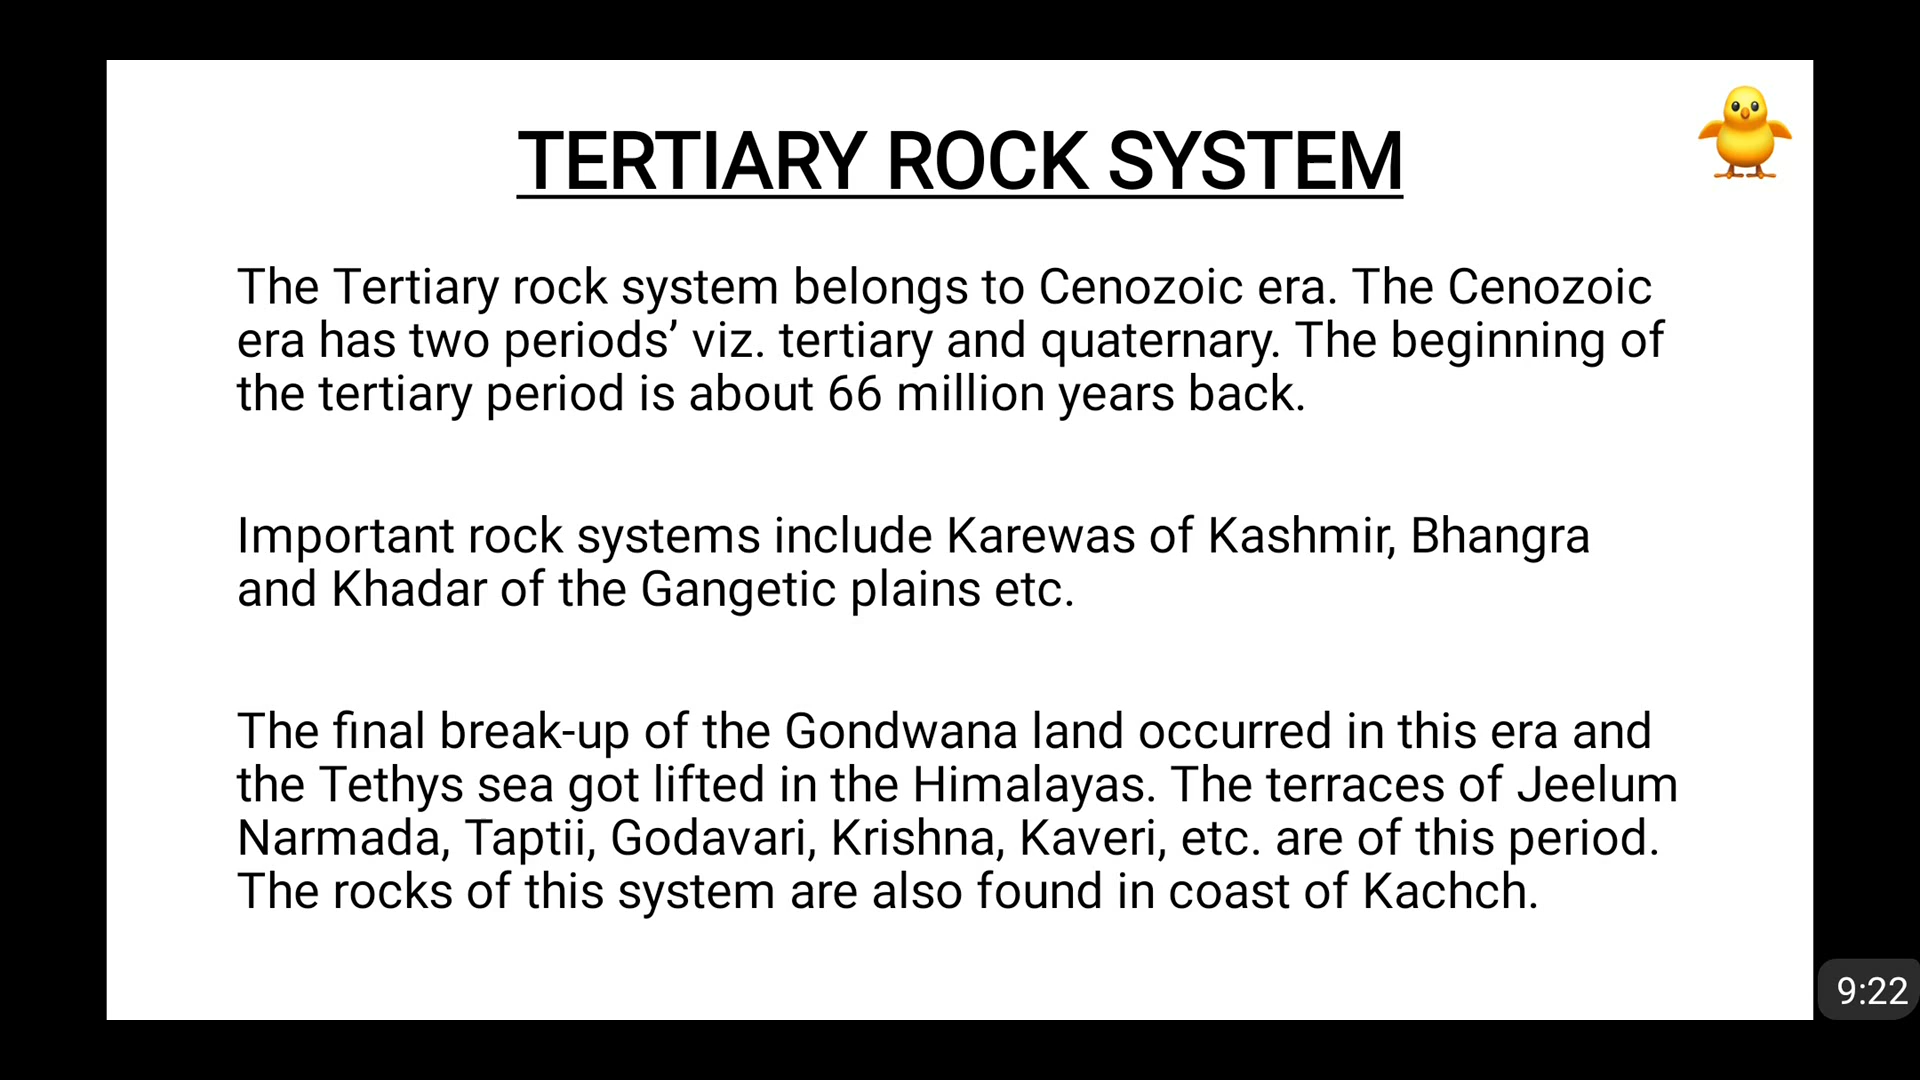 TERTIARY ROCK SYSTEM
The Tertiary rock system belongs to Cenozoic era. The Cenozoic
era has two periods’ viz. tertiary and quaternary. The beginning of
the tertiary period is about 66 million years back.
Important rock systems include Karewas of Kashmir, Bhangra
and Khadar of the Gangetic plains etc.
The final break-up of the Gondwana land occurred in this era and
the Tethys sea got lifted in the Himalayas. The terraces of Jeelum
Narmada, Taptii, Godavari, Krishna, Kaveri, etc. are of this period.
The rocks of this system are also found in coast of Kachch.
9:22